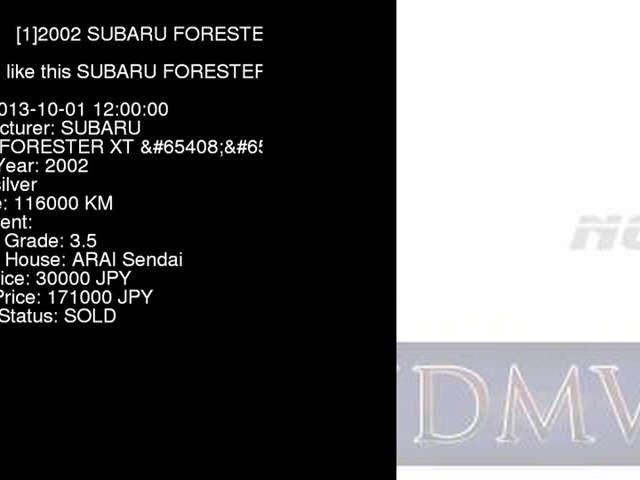 [1]2002 SUBARU FORESTE
like this SUBARU FORESTER
013-10-01 12:00:00
cturer: SUBARU
FORESTER XT &#65408;&#65
Year: 2002
silver
e: 116000 KM
ent:
Grade: 3.5
House: ARAI Sendai
ice: 30000 JPY
Price: 171000 JPY
Status: SOLD
DMV